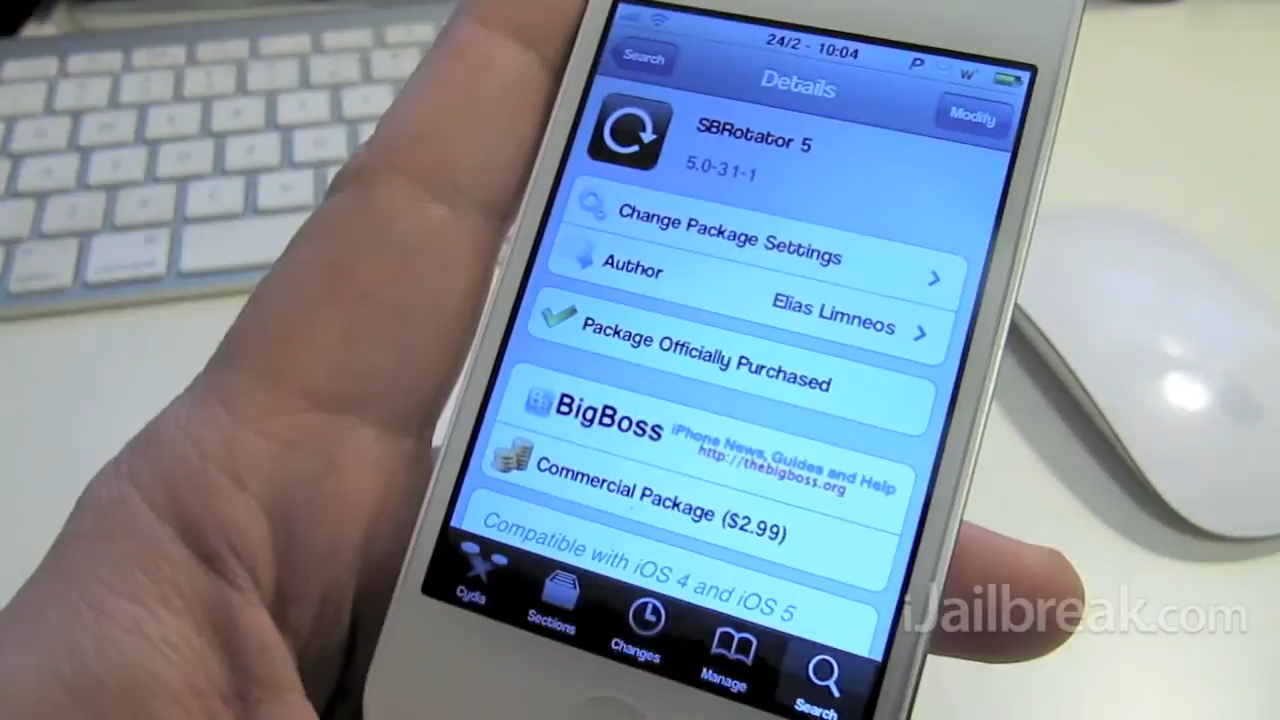 24/2 - 10:04
P W
Search
Details
Modify
SBRotator 5
5.0-31-1
Change Package Settings
Author
Elias Limneos
Package Officially Purchased
BigBoss
iPhone News, Guides and Help
http://thebigboss.org
Commercial Package ($2.99)
Compatible with iOS 4 and iOS 5
Cydia
Sections
Changes
Manage
Search
iJailbreak.com